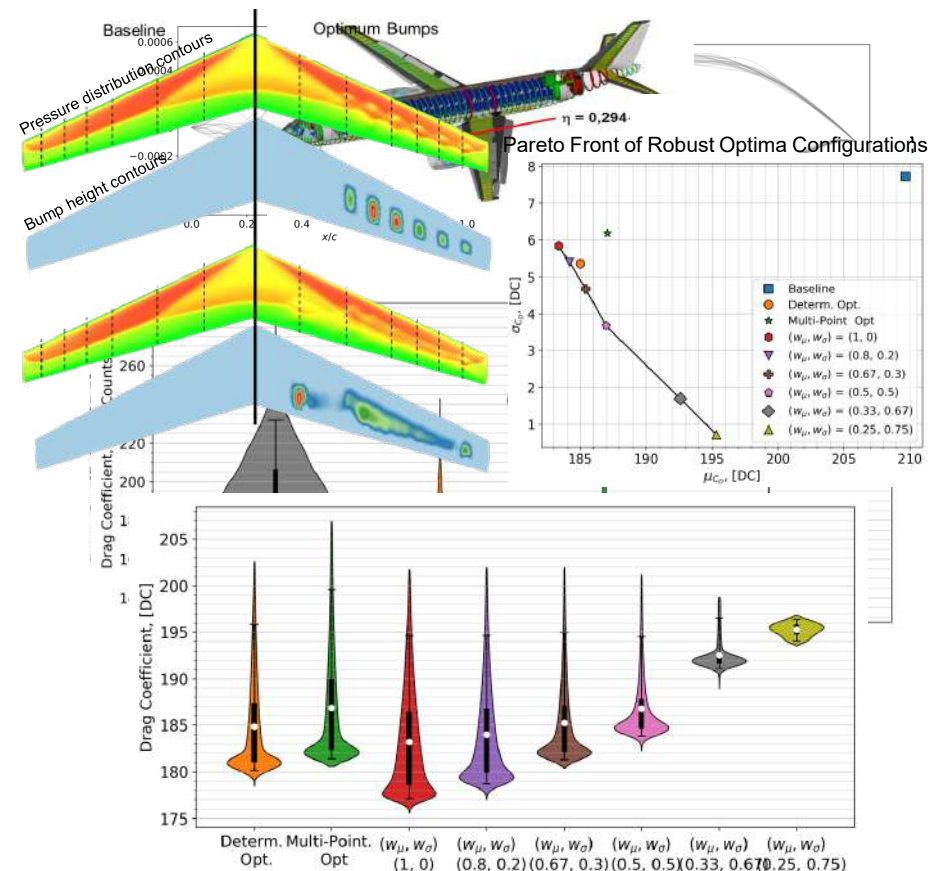 Baseline
Optimum Bumps
0.0006
0.0004
Pressure distribution contours
−0.0002
η = 0,294
Bump height contours
0.0
0.2
0.4
1.0
x/c
Pareto Front of Robust Optima Configurations
8
7
6
5
4
3
2
1
σ_{C_D}, [DC]
185 190 195 200 205 210
μ_{C_D}, [DC]
Baseline
Determ. Opt.
Multi-Point Opt
(w_μ, w_σ) = (1, 0)
(w_μ, w_σ) = (0.8, 0.2)
(w_μ, w_σ) = (0.67, 0.3)
(w_μ, w_σ) = (0.5, 0.5)
(w_μ, w_σ) = (0.33, 0.67)
(w_μ, w_σ) = (0.25, 0.75)
260
220
200
Drag Coefficient, Counts
205
200
195
190
185
180
175
Drag Coefficient, [DC]
Determ. Multi-Point. (w_μ, w_σ) (w_μ, w_σ) (w_μ, w_σ) (w_μ, w_σ) (w_μ, w_σ) (w_μ, w_σ)
Opt. Opt (1, 0) (0.8, 0.2) (0.67, 0.3) (0.5, 0.5) (0.33, 0.67) (0.25, 0.75)